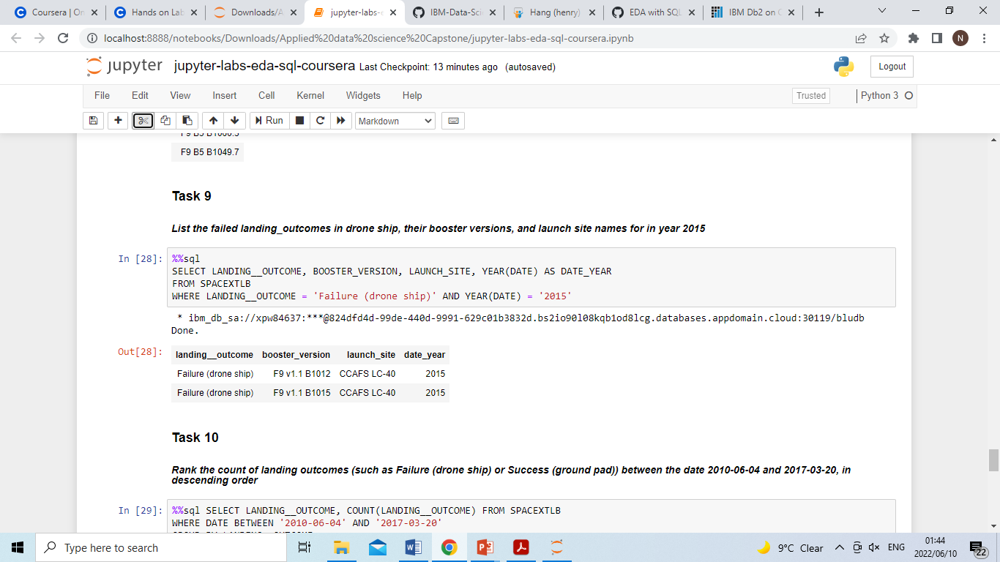 Coursera | On
Hands on Lab
Downloads/A
jupyter-labs-e
IBM-Data-Sci
Hang (henry)
EDA with SQL
IBM Db2 on C
localhost:8888/notebooks/Downloads/Applied%20data%20science%20Capstone/jupyter-labs-eda-sql-coursera.ipynb
N
jupyter jupyter-labs-eda-sql-coursera Last Checkpoint: 13 minutes ago (autosaved)
Logout
File Edit View Insert Cell Kernel Widgets Help
Trusted
Python 3
Run
Markdown
F9 B5 B1049.7
Task 9
List the failed landing_outcomes in drone ship, their booster versions, and launch site names for in year 2015
In [28]: %%sql
SELECT LANDING__OUTCOME, BOOSTER_VERSION, LAUNCH_SITE, YEAR(DATE) AS DATE_YEAR
FROM SPACEXTLB
WHERE LANDING__OUTCOME = 'Failure (drone ship)' AND YEAR(DATE) = '2015'
* ibm_db_sa://xpw84637:***@824dfd4d-99de-440d-9991-629c01b3832d.bs2io90l08kqb1od8lcg.databases.appdomain.cloud:30119/bludb
Done.
Out[28]: landing__outcome booster_version launch_site date_year
Failure (drone ship) F9 v1.1 B1012 CCAFS LC-40 2015
Failure (drone ship) F9 v1.1 B1015 CCAFS LC-40 2015
Task 10
Rank the count of landing outcomes (such as Failure (drone ship) or Success (ground pad)) between the date 2010-06-04 and 2017-03-20, in
descending order
In [29]: %%sql SELECT LANDING__OUTCOME, COUNT(LANDING__OUTCOME) FROM SPACEXTLB
WHERE DATE BETWEEN '2010-06-04' AND '2017-03-20'
Type here to search
9°C Clear
ENG
01:44
2022/06/10
22